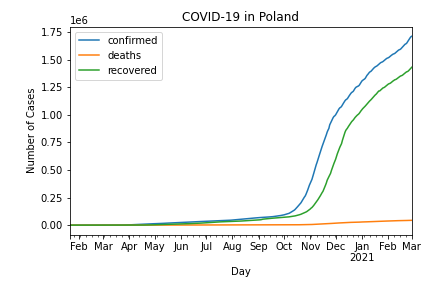 COVID-19 in Poland
1e6
confirmed
deaths
recovered
1.75
1.50
1.25
1.00
0.75
0.50
0.25
0.00
Number of Cases
Feb Mar Apr May Jun Jul Aug Sep Oct Nov Dec Jan Feb Mar
2021
Day